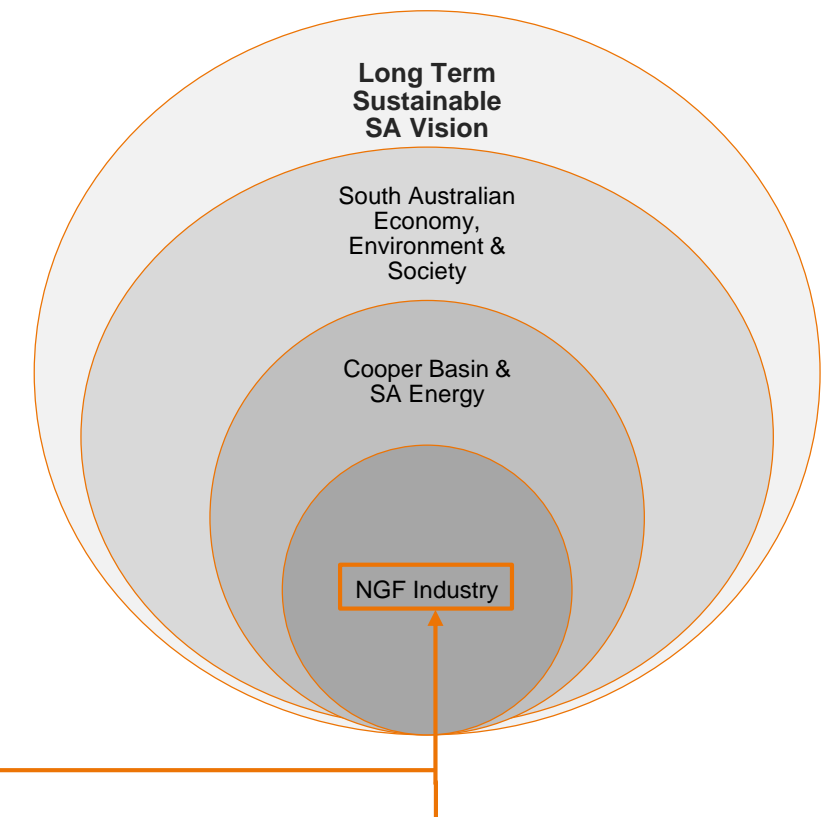 Long Term
Sustainable
SA Vision
South Australian
Economy,
Environment &
Society
Cooper Basin &
SA Energy
NGF Industry